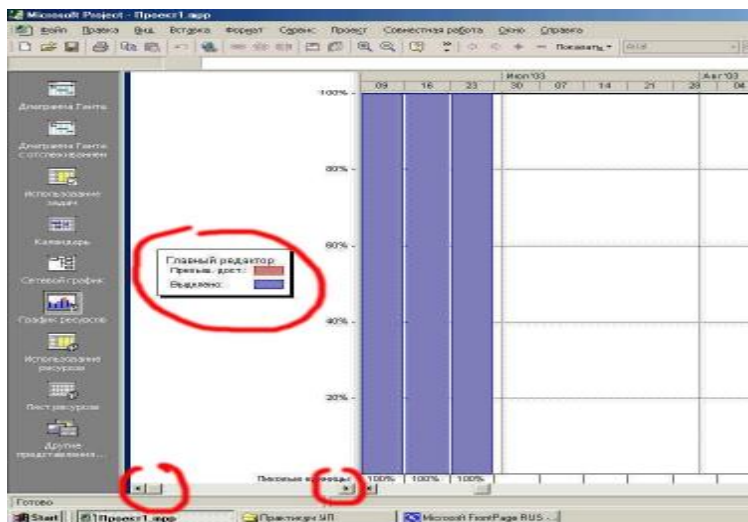 Microsoft Project - Проект1.mpp
Файл Правка Вид Вставка Формат Сервис Проект Совместная работа Окно Справка
Показать
Arial
Июл '03
Авг '03
09 16 23 30 07 14 21 28 04
Диаграмма Ганта
Диаграмма Ганта с отслеживанием
Использование задач
Календарь
Сетевой график
График ресурсов
Использование ресурсов
Лист ресурсов
Другие представления...
100%
80%
60%
40%
20%
Главный редактор
Превыш. дост.:
Выделено:
Пиковые единицы:
100% 100% 100%
Готово
Start
Проект1.mpp
Практикум УП
Microsoft FrontPage RUS - ...